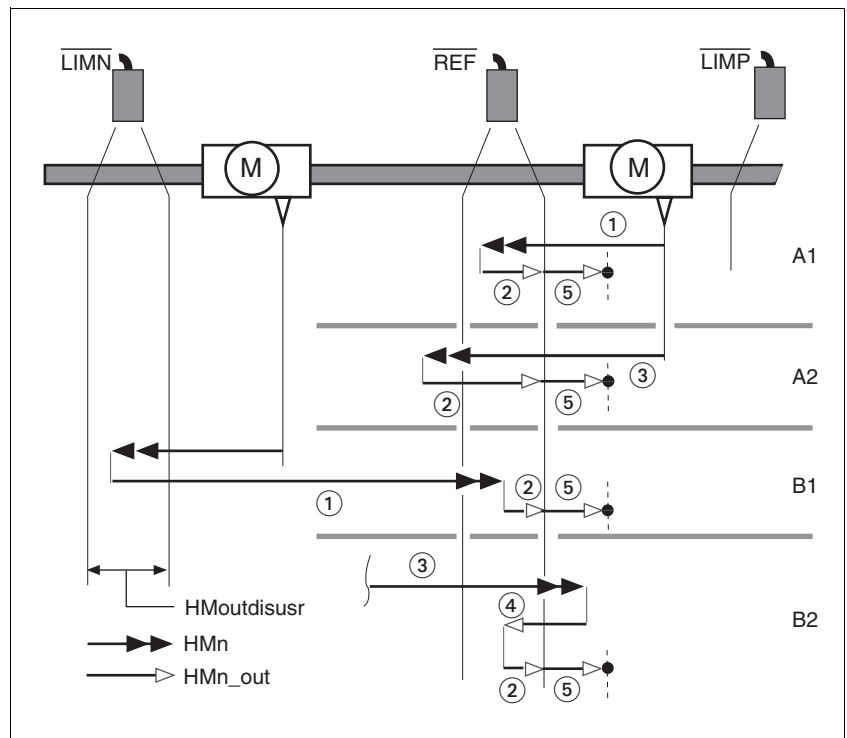 LIMN REF LIMP
M M
1
A1
2 5
3
A2
2 5
1 2 5 B1
3
HMoutdisusr 4 B2
HMn
HMn_out
2 5